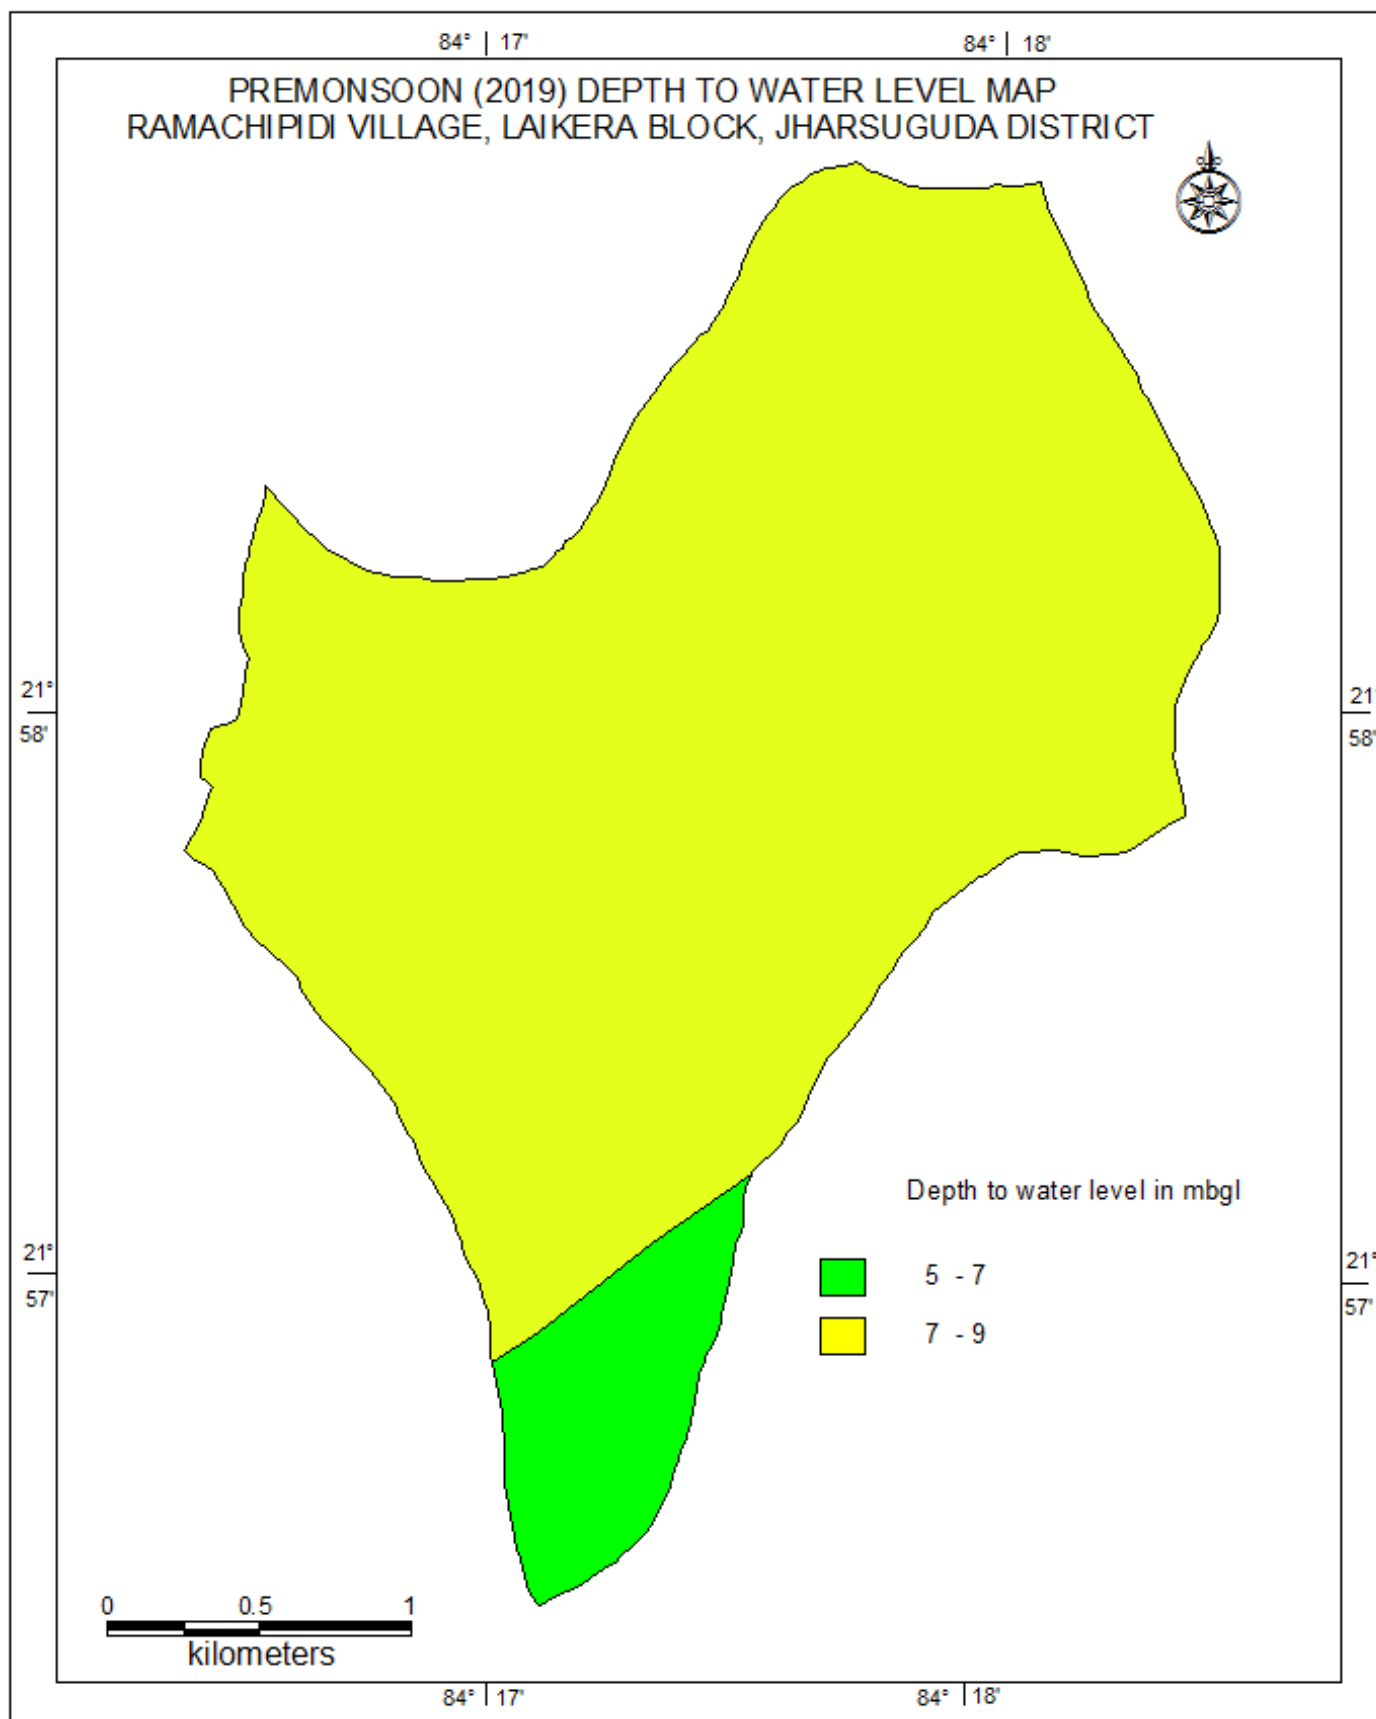 84° 17' 84° 18'
PREMONSOON (2019) DEPTH TO WATER LEVEL MAP
RAMACHIPIDI VILLAGE, LAIKERA BLOCK, JHARSUGUDA DISTRICT
21° 21°
58' 58'
Depth to water level in mbgl
21° 21°
57' 57'
5 - 7
7 - 9
0 0.5 1
kilometers
84° 17' 84° 18'